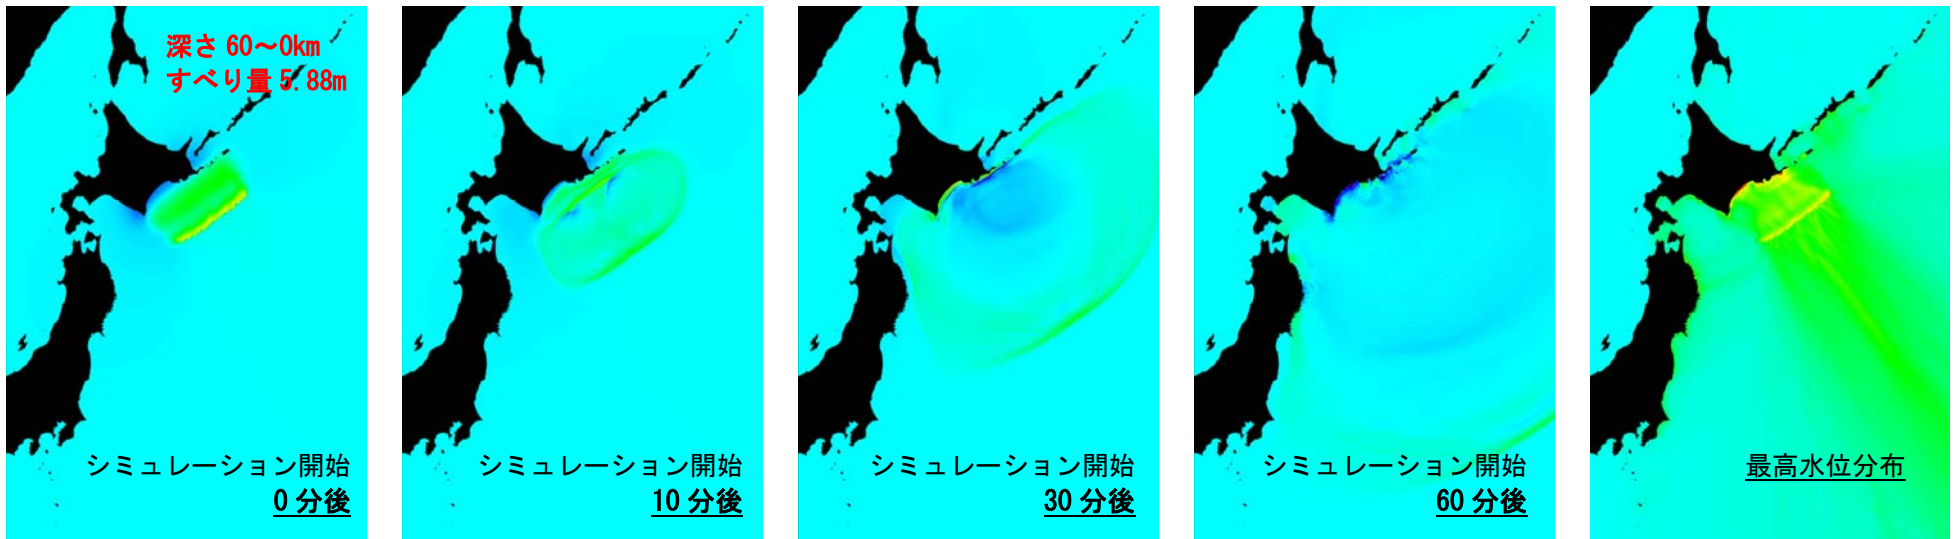 深さ 60～0km
すべり量 5.88m
シミュレーション開始
0 分後
シミュレーション開始
10 分後
シミュレーション開始
30 分後
シミュレーション開始
60 分後
最高水位分布